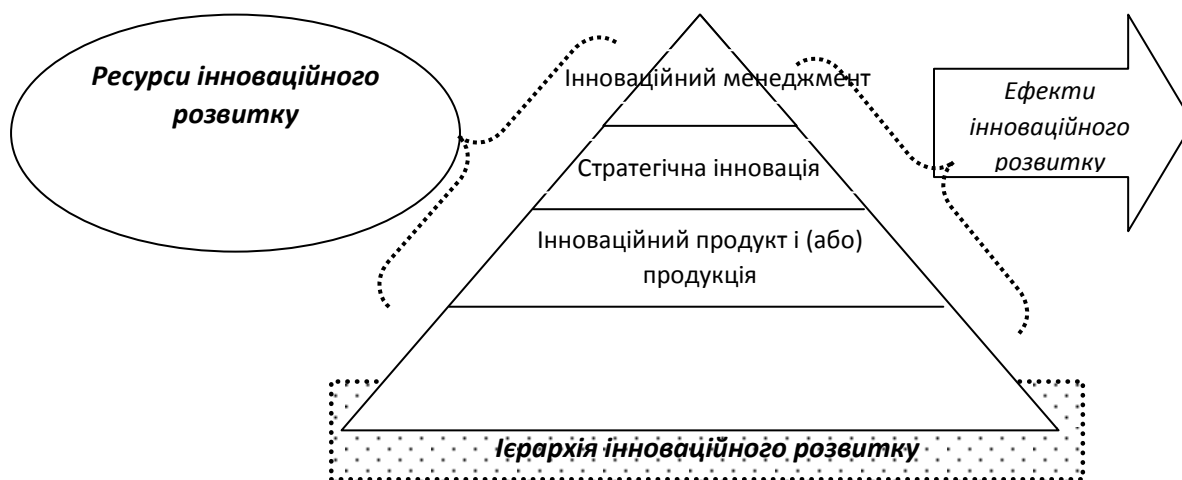 Ресурси інноваційного
розвитку
Інноваційний менеджмент
Стратегічна інновація
Інноваційний продукт і (або)
продукція
Ефекти
інноваційного
розвитку
Ієрархія інноваційного розвитку